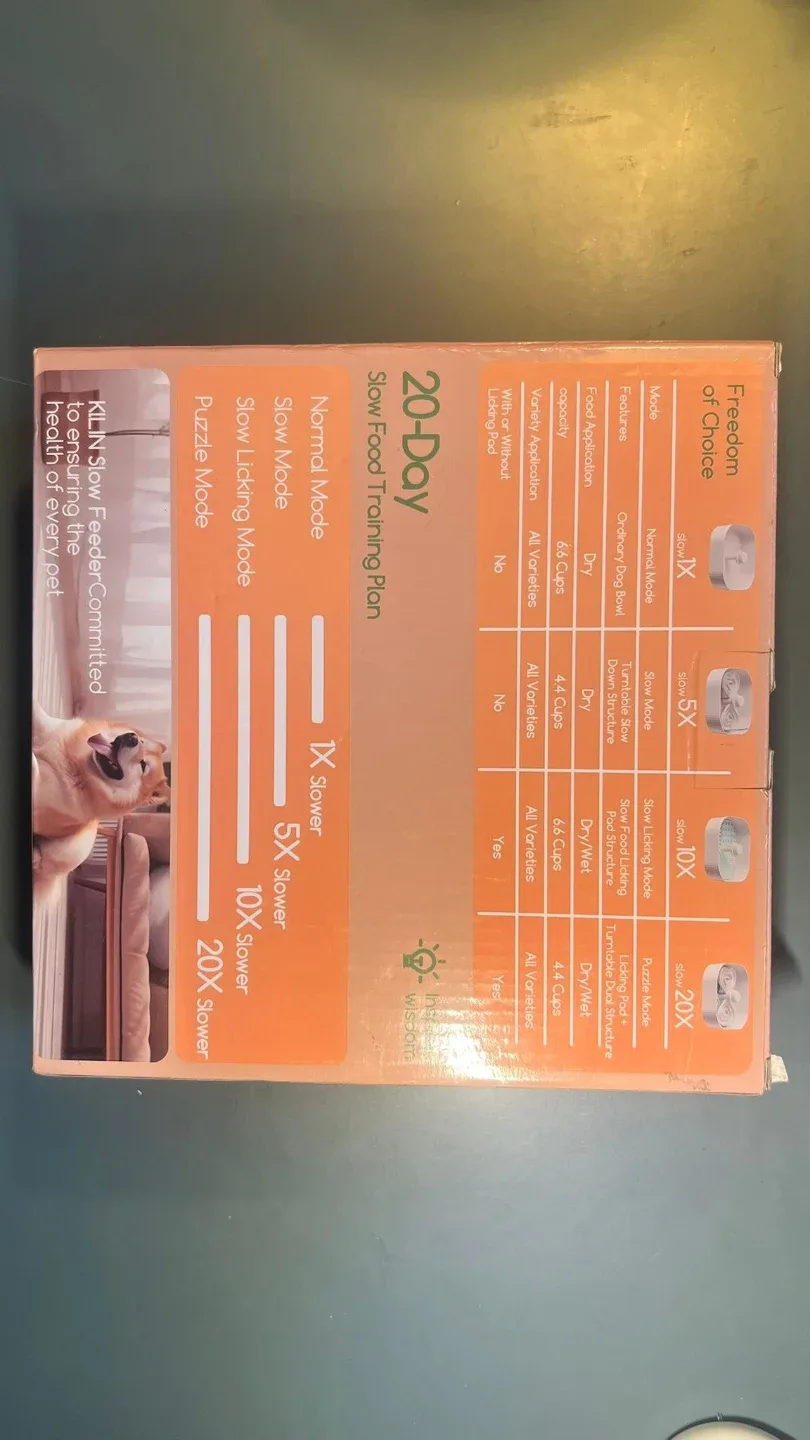 Freedom
of Choice
slow 1X slow 5X slow 10X slow 20X
Mode Normal Mode Slow Mode Slow Licking Mode Puzzle Mode
Features Ordinary Dog Bowl Turntable Slow Down Structure Slow Food Licking Pad Structure Licking Pad + Turntable Dual Structure
Food Application Dry Dry Dry/Wet Dry/Wet
capacity 6.6 Cups 4.4 Cups 6.6 Cups 4.4 Cups
Variety Application All Varieties All Varieties All Varieties All Varieties
With or Without Licking Pad No No Yes Yes
20-Day
Slow Food Training Plan
wisdom
Normal Mode 1X Slower
Slow Mode 5X Slower
Slow Licking Mode 10X Slower
Puzzle Mode 20X Slower
KILIN Slow FeederCommitted
to ensuring the
health of every pet